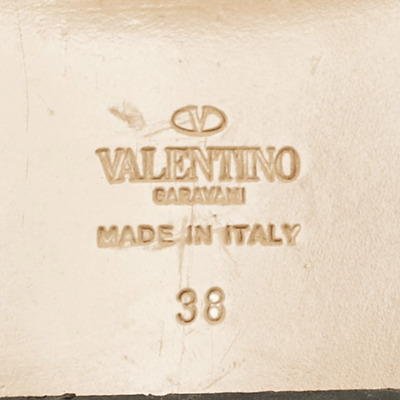 VALENTINO
GARAVANI
MADE IN ITALY
38